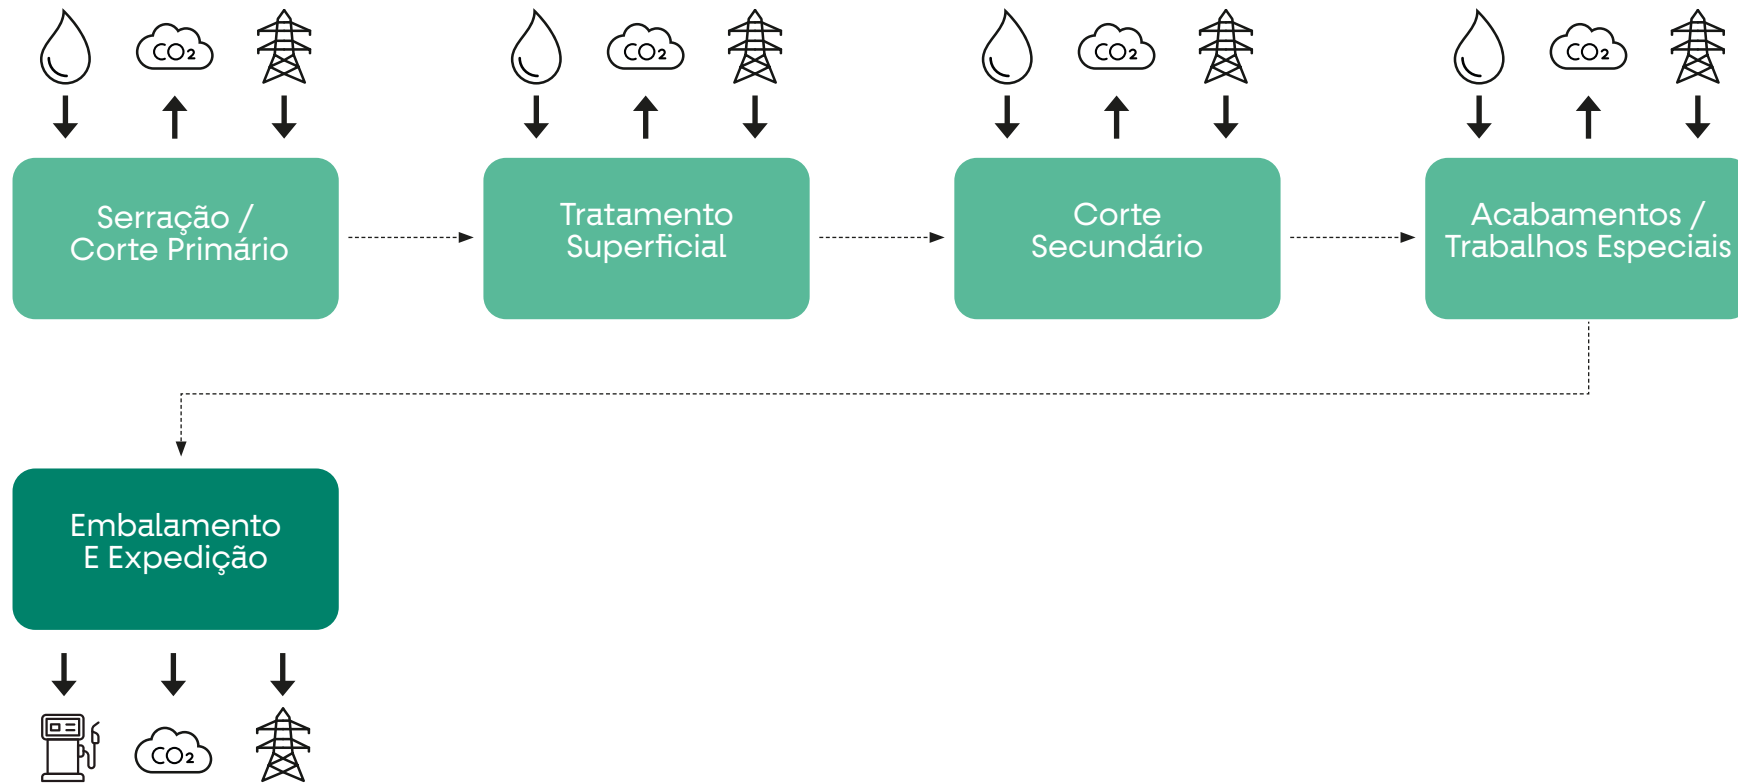 CO2
CO2
CO2
CO2
Serração /
Corte Primário
Tratamento
Superficial
Corte
Secundário
Acabamentos /
Trabalhos Especiais
Embalamento
E Expedição
CO2